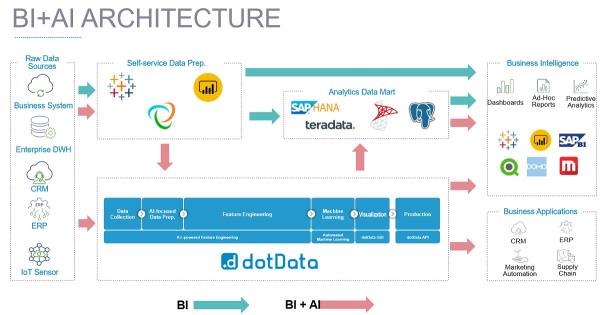 BI+AI ARCHITECTURE
Raw Data
Sources
Business System
Enterprise DWH
CRM
ERP
ERP
IoT Sensor
Self-service Data Prep.
Analytics Data Mart
SAP HANA
teradata.
Business Intelligence
Dashboards
Ad-Hoc
Reports
Predictive
Analytics
SAP BI
DOMO
Data
Collection
AI-focused
Data Prep.
Feature Engineering
Machine
Learning
Visualization
Production
A.I-powered Feature Engineering
Automated
Machine Learning
dotData API
.d dotData
Business Applications
CRM
ERP
Marketing
Automation
Supply
Chain
BI
BI + AI